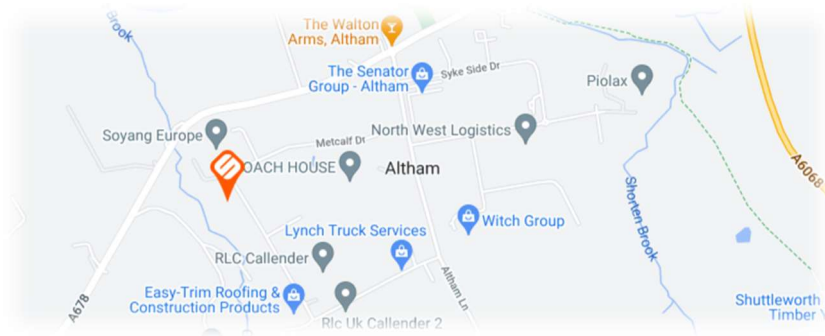 Brook
The Walton
Arms, Altham
The Senator
Group - Altham
Syke Side Dr
Piolax
Soyang Europe
Metcalf Dr
North West Logistics
OACH HOUSE
Altham
A6068
Shorten Brook
Witch Group
Lynch Truck Services
RLC Callender
Altham Ln
Easy-Trim Roofing &
Construction Products
A678
Rlc Uk Callender 2
Shuttleworth
Timber